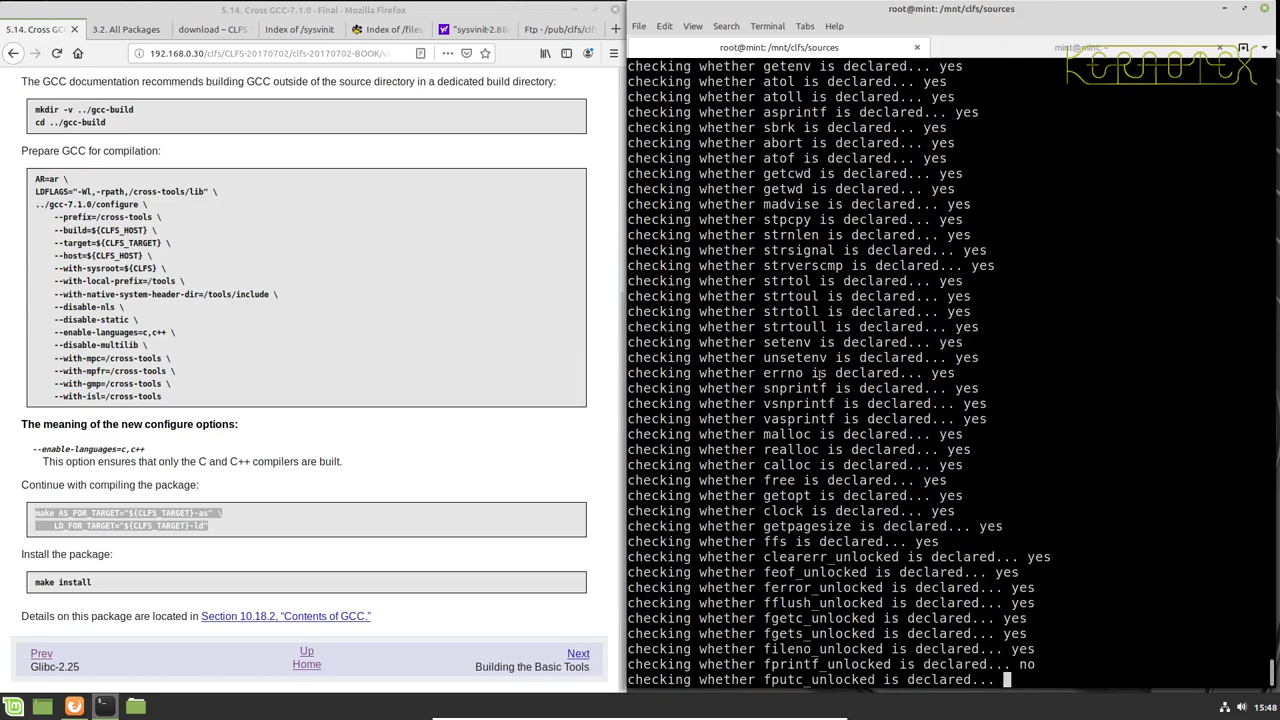 5.14. Cross GCC-7.1.0 - Final - Mozilla Firefox
5.14. Cross GCC-7.1.0 - Final
3.2. All Packages
download – CLFS
Index of /sysvinit
Index of /files
"sysvinit-2.88
Ftp - /pub/clfs/c
192.168.0.30/clfs/CLFS-20170702/clfs-20170702-BOOK/
The GCC documentation recommends building GCC outside of the source directory in a dedicated build directory:
mkdir -v ../gcc-build
cd ../gcc-build
Prepare GCC for compilation:
AR=ar \
LDFLAGS="-Wl,-rpath,/cross-tools/lib" \
../gcc-7.1.0/configure \
--prefix=/cross-tools \
--build=${CLFS_HOST} \
--target=${CLFS_TARGET} \
--host=${CLFS_HOST} \
--with-sysroot=${CLFS} \
--with-local-prefix=/tools \
--with-native-system-header-dir=/tools/include \
--disable-nls \
--disable-static \
--enable-languages=c,c++ \
--disable-multilib \
--with-mpc=/cross-tools \
--with-mpfr=/cross-tools \
--with-gmp=/cross-tools \
--with-isl=/cross-tools
The meaning of the new configure options:
--enable-languages=c,c++
This option ensures that only the C and C++ compilers are built.
Continue with compiling the package:
make AS_FOR_TARGET="${CLFS_TARGET}-as" \
LD_FOR_TARGET="${CLFS_TARGET}-ld"
Install the package:
make install
Details on this package are located in Section 10.18.2, “Contents of GCC.”
Prev
Glibc-2.25
Up
Home
Next
Building the Basic Tools
root@mint: /mnt/clfs/sources
File Edit View Search Terminal Tabs Help
root@mint: /mnt/clfs/sources
root@mint: ~
KERNOTEX
checking whether getenv is declared... yes
checking whether atol is declared... yes
checking whether atoll is declared... yes
checking whether asprintf is declared... yes
checking whether sbrk is declared... yes
checking whether abort is declared... yes
checking whether atof is declared... yes
checking whether getcwd is declared... yes
checking whether getwd is declared... yes
checking whether madvise is declared... yes
checking whether stpcpy is declared... yes
checking whether strnlen is declared... yes
checking whether strsignal is declared... yes
checking whether strverscmp is declared... yes
checking whether strtol is declared... yes
checking whether strtoul is declared... yes
checking whether strtoll is declared... yes
checking whether strtoull is declared... yes
checking whether setenv is declared... yes
checking whether unsetenv is declared... yes
checking whether errno is declared... yes
checking whether snprintf is declared... yes
checking whether vsnprintf is declared... yes
checking whether vasprintf is declared... yes
checking whether malloc is declared... yes
checking whether realloc is declared... yes
checking whether calloc is declared... yes
checking whether free is declared... yes
checking whether getopt is declared... yes
checking whether clock is declared... yes
checking whether getpagesize is declared... yes
checking whether ffs is declared... yes
checking whether clearerr_unlocked is declared... yes
checking whether feof_unlocked is declared... yes
checking whether ferror_unlocked is declared... yes
checking whether fflush_unlocked is declared... yes
checking whether fgetc_unlocked is declared... yes
checking whether fgets_unlocked is declared... yes
checking whether fileno_unlocked is declared... yes
checking whether fprintf_unlocked is declared... no
checking whether fputc_unlocked is declared...
15:48